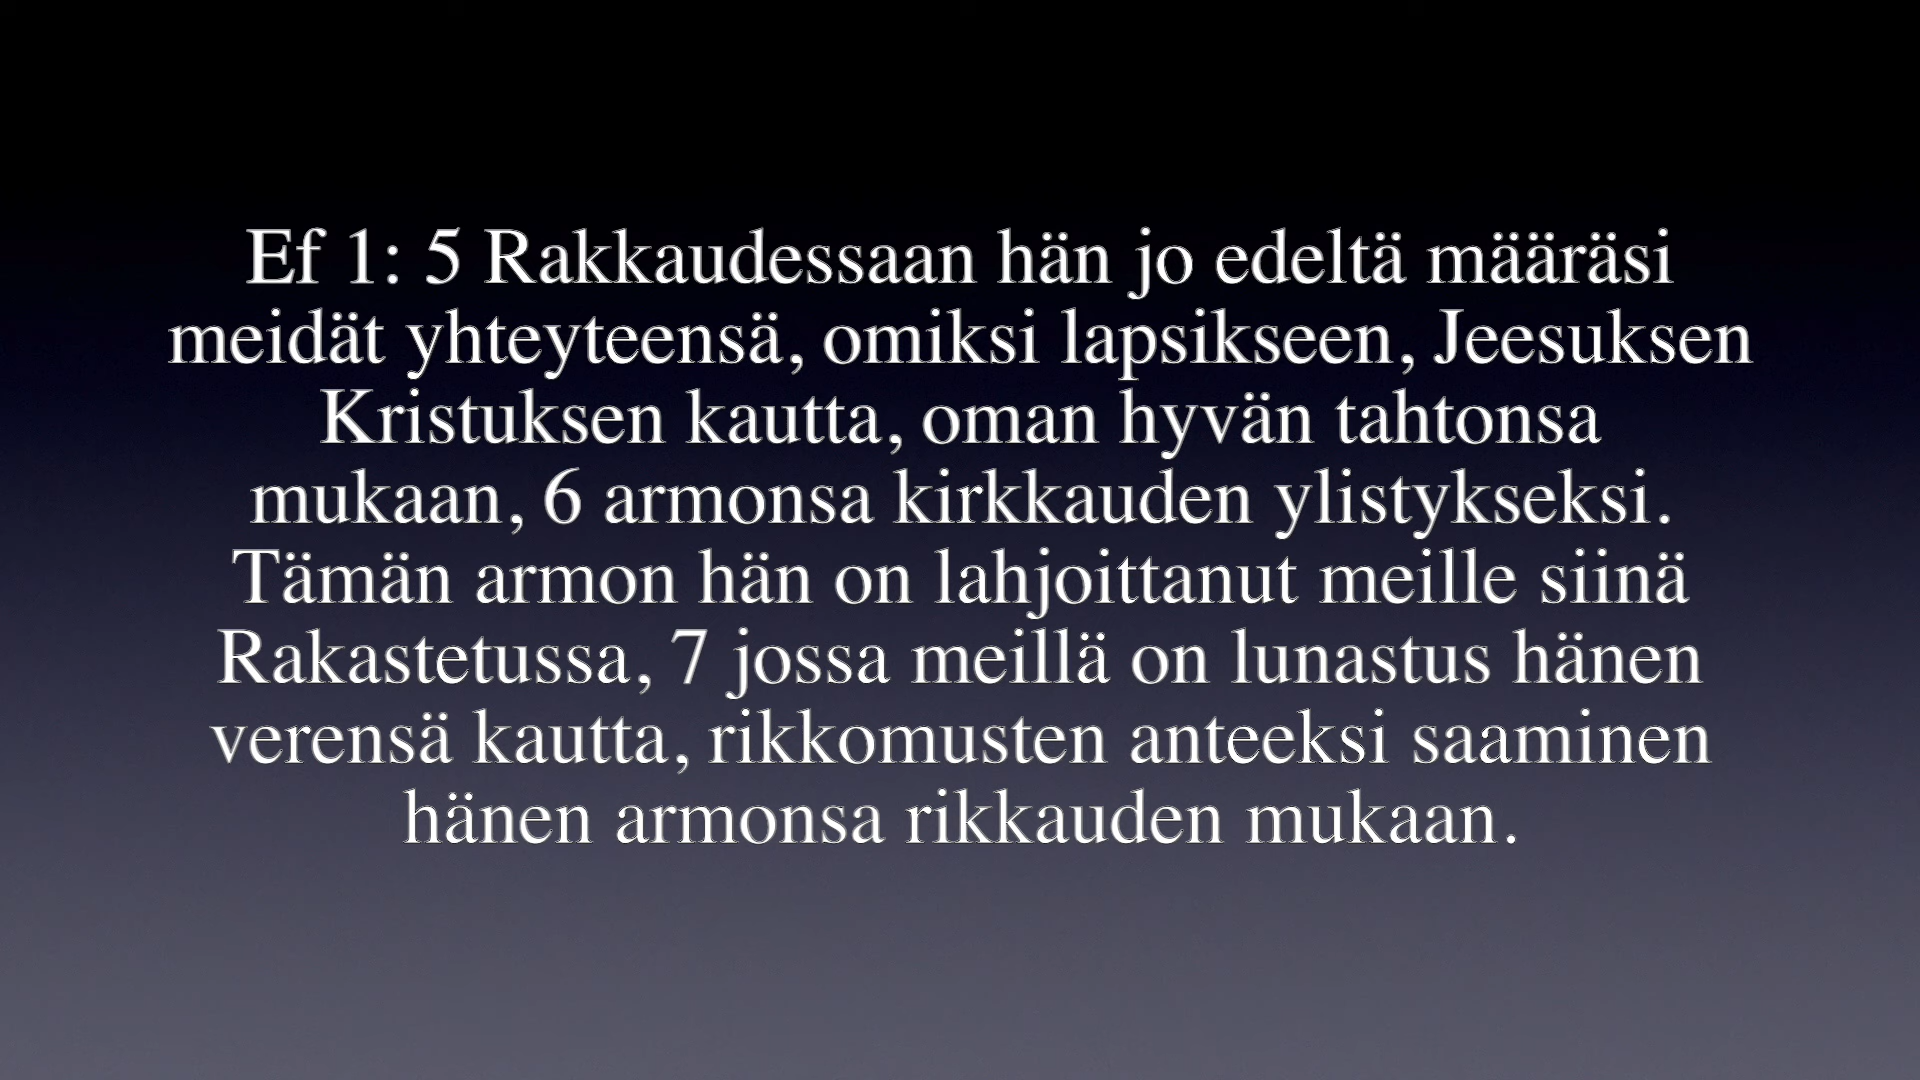 Ef 1: 5 Rakkaudessaan hän jo edeltä määräsi
meidät yhteyteensä, omiksi lapsikseen, Jeesuksen
Kristuksen kautta, oman hyvän tahtonsa
mukaan, 6 armonsa kirkkauden ylistykseksi.
Tämän armon hän on lahjoittanut meille siinä
Rakastetussa, 7 jossa meillä on lunastus hänen
verensä kautta, rikkomusten anteeksi saaminen
hänen armonsa rikkauden mukaan.